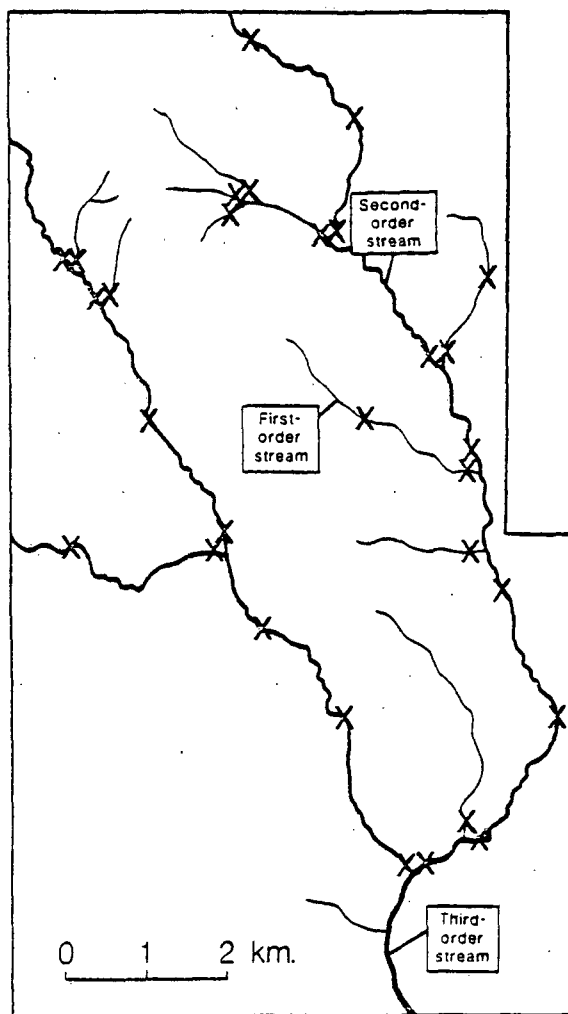 Second-
order
stream
First-
order
stream
Third-
order
stream
0 1 2 km.